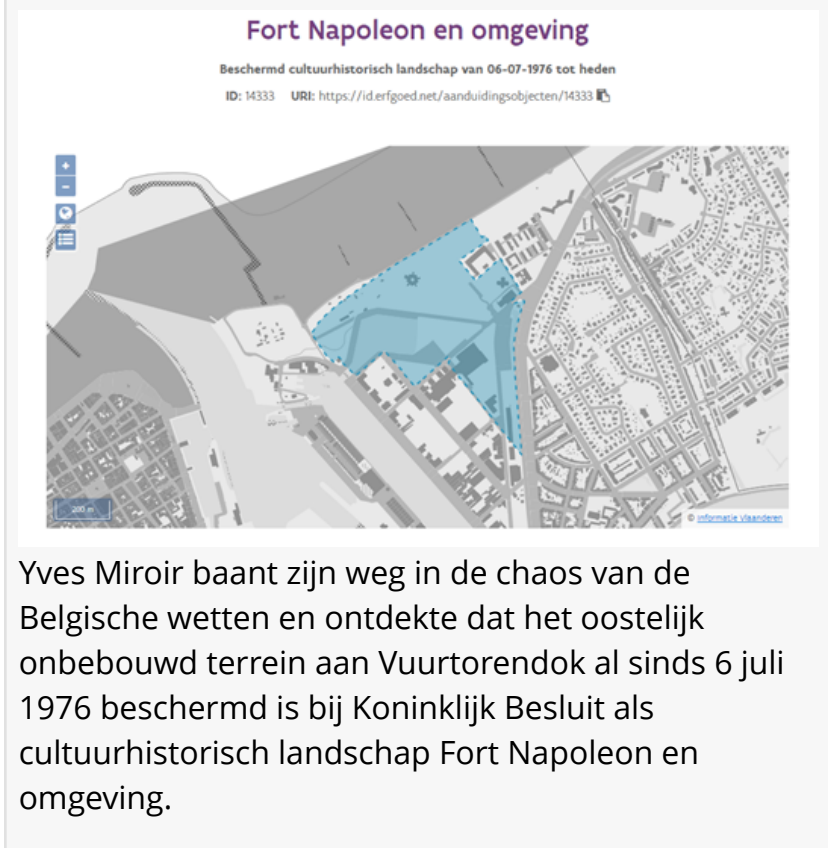 Fort Napoleon en omgeving
Beschermd cultuurhistorisch landschap van 06-07-1976 tot heden
ID: 14333 URI: https://id.erfgoed.net/aanduidingsobjecten/14333
+
-
200 m
© Informatie Vlaanderen
Yves Miroir baant zijn weg in de chaos van de
Belgische wetten en ontdekte dat het oostelijk
onbebouwd terrein aan Vuurtorendok al sinds 6 juli
1976 beschermd is bij Koninklijk Besluit als
cultuurhistorisch landschap Fort Napoleon en
omgeving.